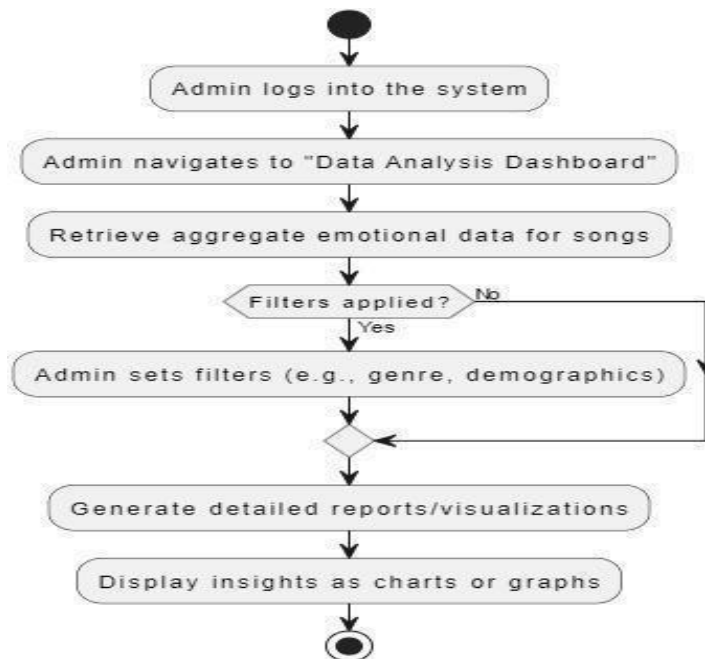 Admin logs into the system
Admin navigates to "Data Analysis Dashboard"
Retrieve aggregate emotional data for songs
Filters applied?
No
Yes
Admin sets filters (e.g., genre, demographics)
Generate detailed reports/visualizations
Display insights as charts or graphs